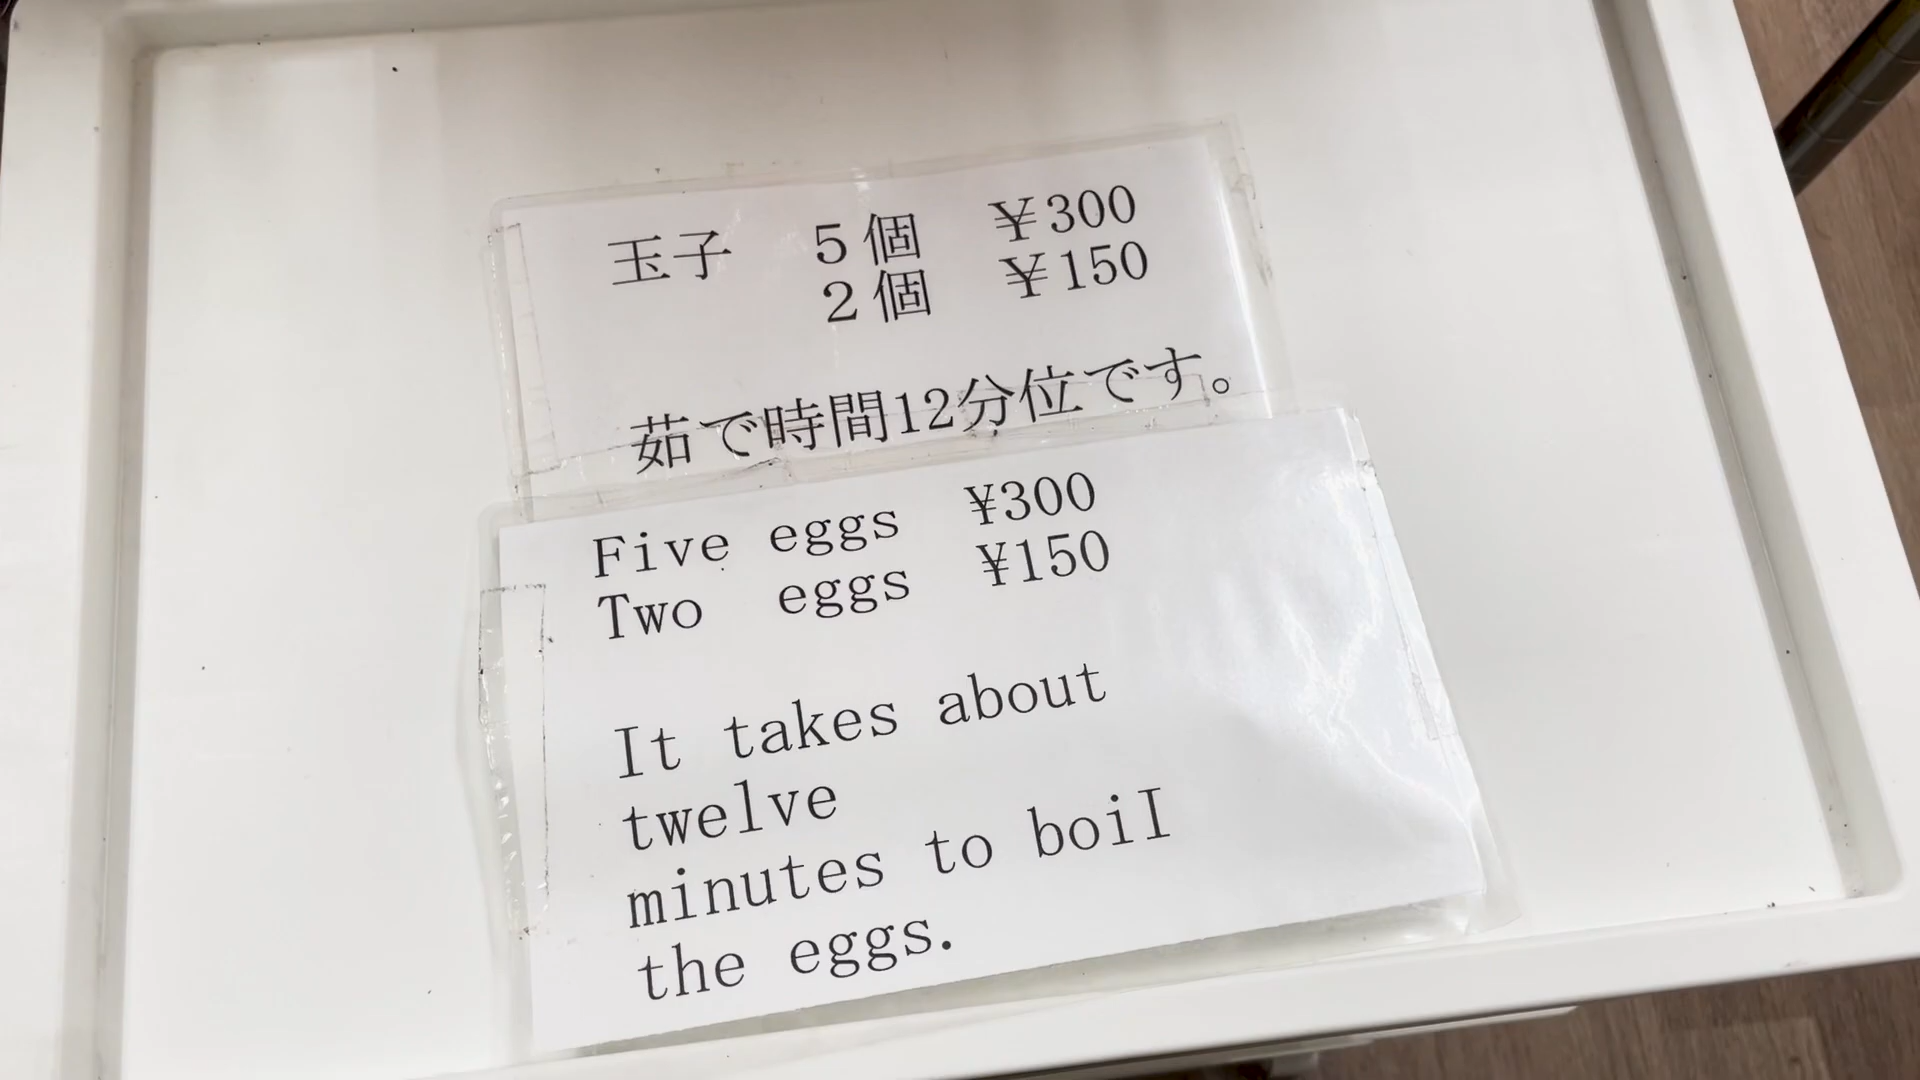 玉子 5個 ¥300
2個 ¥150
茹で時間12分位です。
Five eggs ¥300
Two eggs ¥150
It takes about
twelve
minutes to boiI
the eggs.